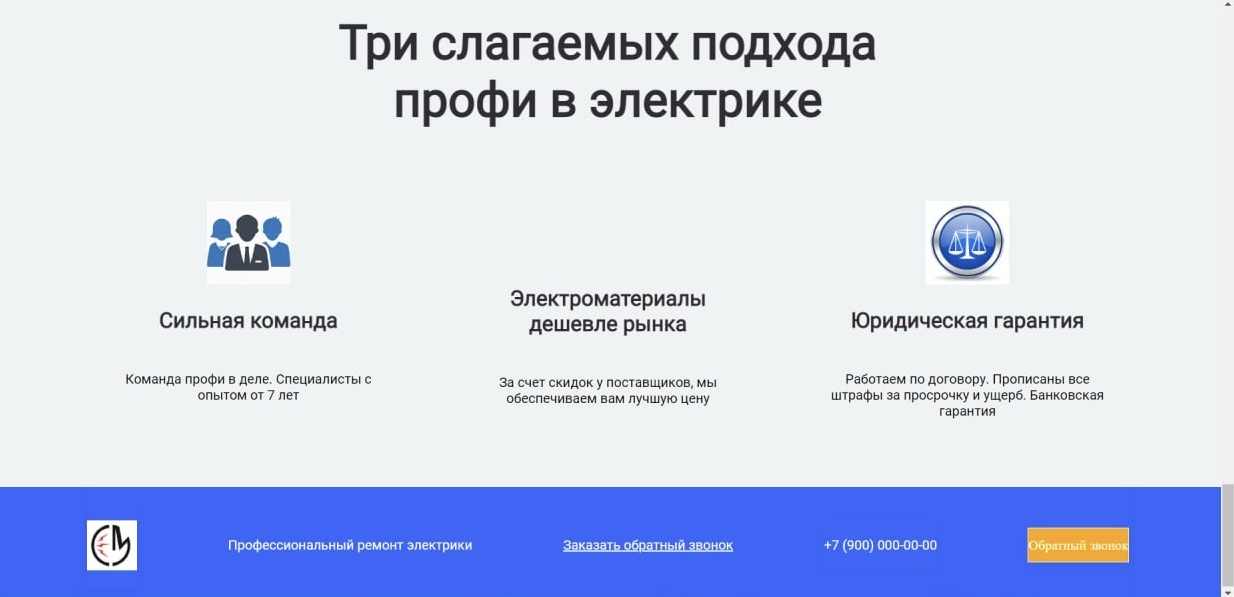 Три слагаемых подхода
профи в электрике
Сильная команда
Команда профи в деле. Специалисты с
опытом от 7 лет
Электроматериалы
дешевле рынка
За счет скидок у поставщиков, мы
обеспечиваем вам лучшую цену
Юридическая гарантия
Работаем по договору. Прописаны все
штрафы за просрочку и ущерб. Банковская
гарантия
Профессиональный ремонт электрики
Заказать обратный звонок
+7 (900) 000-00-00
Обратный звонок